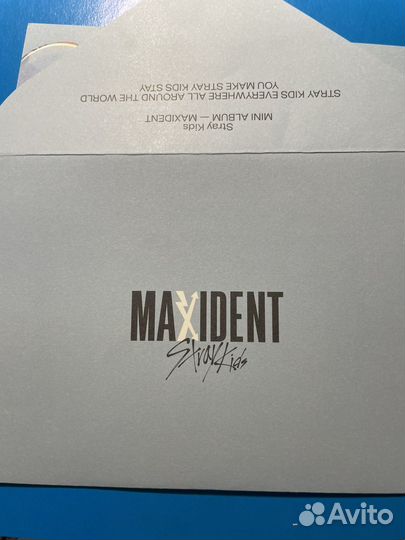 STRAY KIDS EVERYWHERE ALL AROUND THE WORLD
YOU MAKE STRAY KIDS STAY
Stray Kids
MINI ALBUM — MAXIDENT
MAXIDENT
Stray Kids
Avito